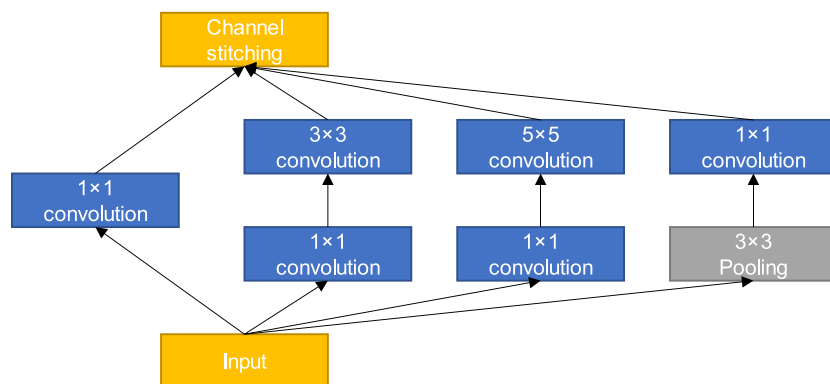 Channel
stitching
3×3
convolution
5×5
convolution
1×1
convolution
1×1
convolution
1×1
convolution
1×1
convolution
3×3
Pooling
Input